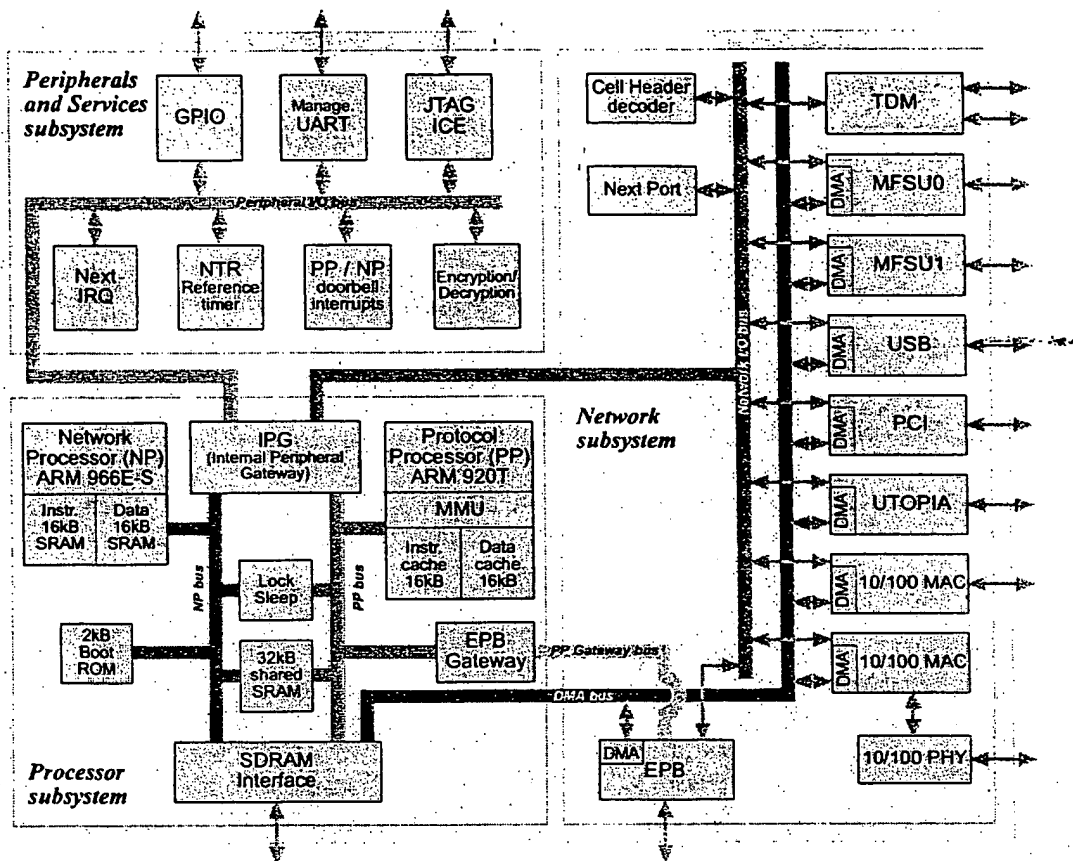 Peripherals
and Services
subsystem
GPIO
Manage.
UART
JTAG
ICE
Peripheral I/O bus
Next
IRQ
NTR
Reference
timer
PP / NP
doorbell
interrupts
Encryption/
Decryption
Cell Header
decoder
Next Port
Network I/O bus
TDM
DMA
MFSU0
DMA
MFSU1
DMA
USB
DMA
PCI
DMA
UTOPIA
DMA
10/100 MAC
DMA
10/100 MAC
10/100 PHY
Network
subsystem
Network
Processor (NP)
ARM 966E-S
Instr.
16kB
SRAM
Data
16kB
SRAM
IPG
(Internal Peripheral
Gateway)
Protocol
Processor (PP)
ARM 920T
MMU
Instr.
cache
16kB
Data
cache
16kB
NP bus
PP bus
Lock
Sleep
2kB
Boot
ROM
32kB
shared
SRAM
EPB
Gateway
PP Gateway bus
DMA bus
SDRAM
Interface
DMA
EPB
Processor
subsystem